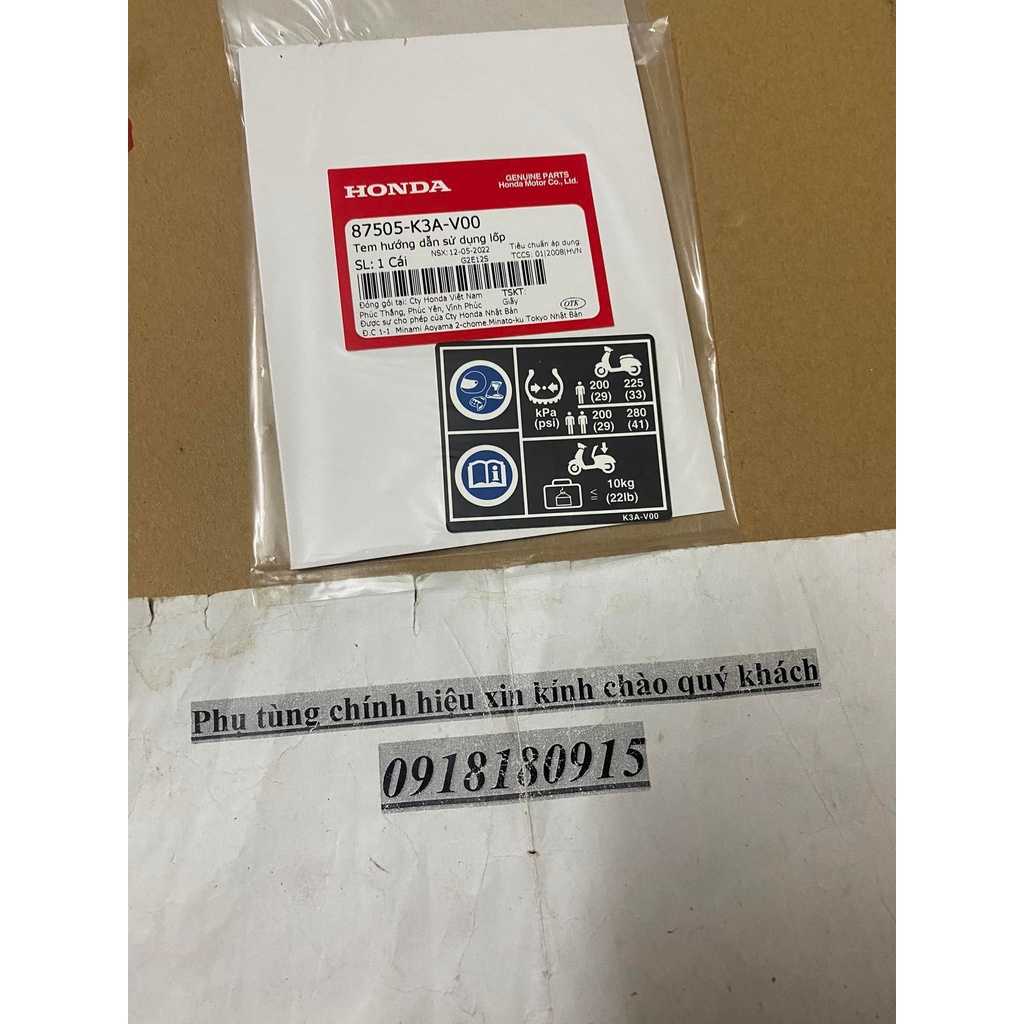 HONDA
GENUINE PARTS
Honda Motor Co., Ltd.
87505-K3A-V00
Tem hướng dẫn sử dụng lốp
NSX: 12-05-2022
Tiêu chuẩn áp dụng:
SL: 1 Cái
G2E12S
TCCS: 01|2008|HVN
Đóng gói tại: Cty Honda Việt Nam
TSKT:
Phúc Thắng, Phúc Yên, Vĩnh Phúc
Giấy
OTK
Được sự cho phép của Cty Honda Nhật Bản
Đ.C 1-1 Minami Aoyama 2-chome.Minato-ku Tokyo Nhật Bản
kPa
(psi)
200 225
(29) (33)
200 280
(29) (41)
i
≤ 10kg
(22lb)
K3A-V00
Phụ tùng chính hiệu xin kính chào quý khách
0918180915